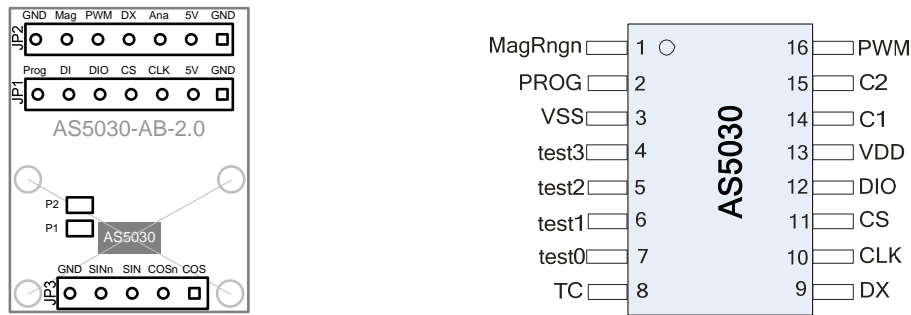 GND Mag PWM DX Ana 5V GND
JP2
Prog DI DIO CS CLK 5V GND
JP1
AS5030-AB-2.0
P2
P1
AS5030
GND SINn SIN COSn COS
JP3
MagRngn 1 16 PWM
PROG 2 15 C2
VSS 3 14 C1
test3 4 13 VDD
test2 5 12 DIO
test1 6 11 CS
test0 7 10 CLK
TC 8 9 DX
AS5030